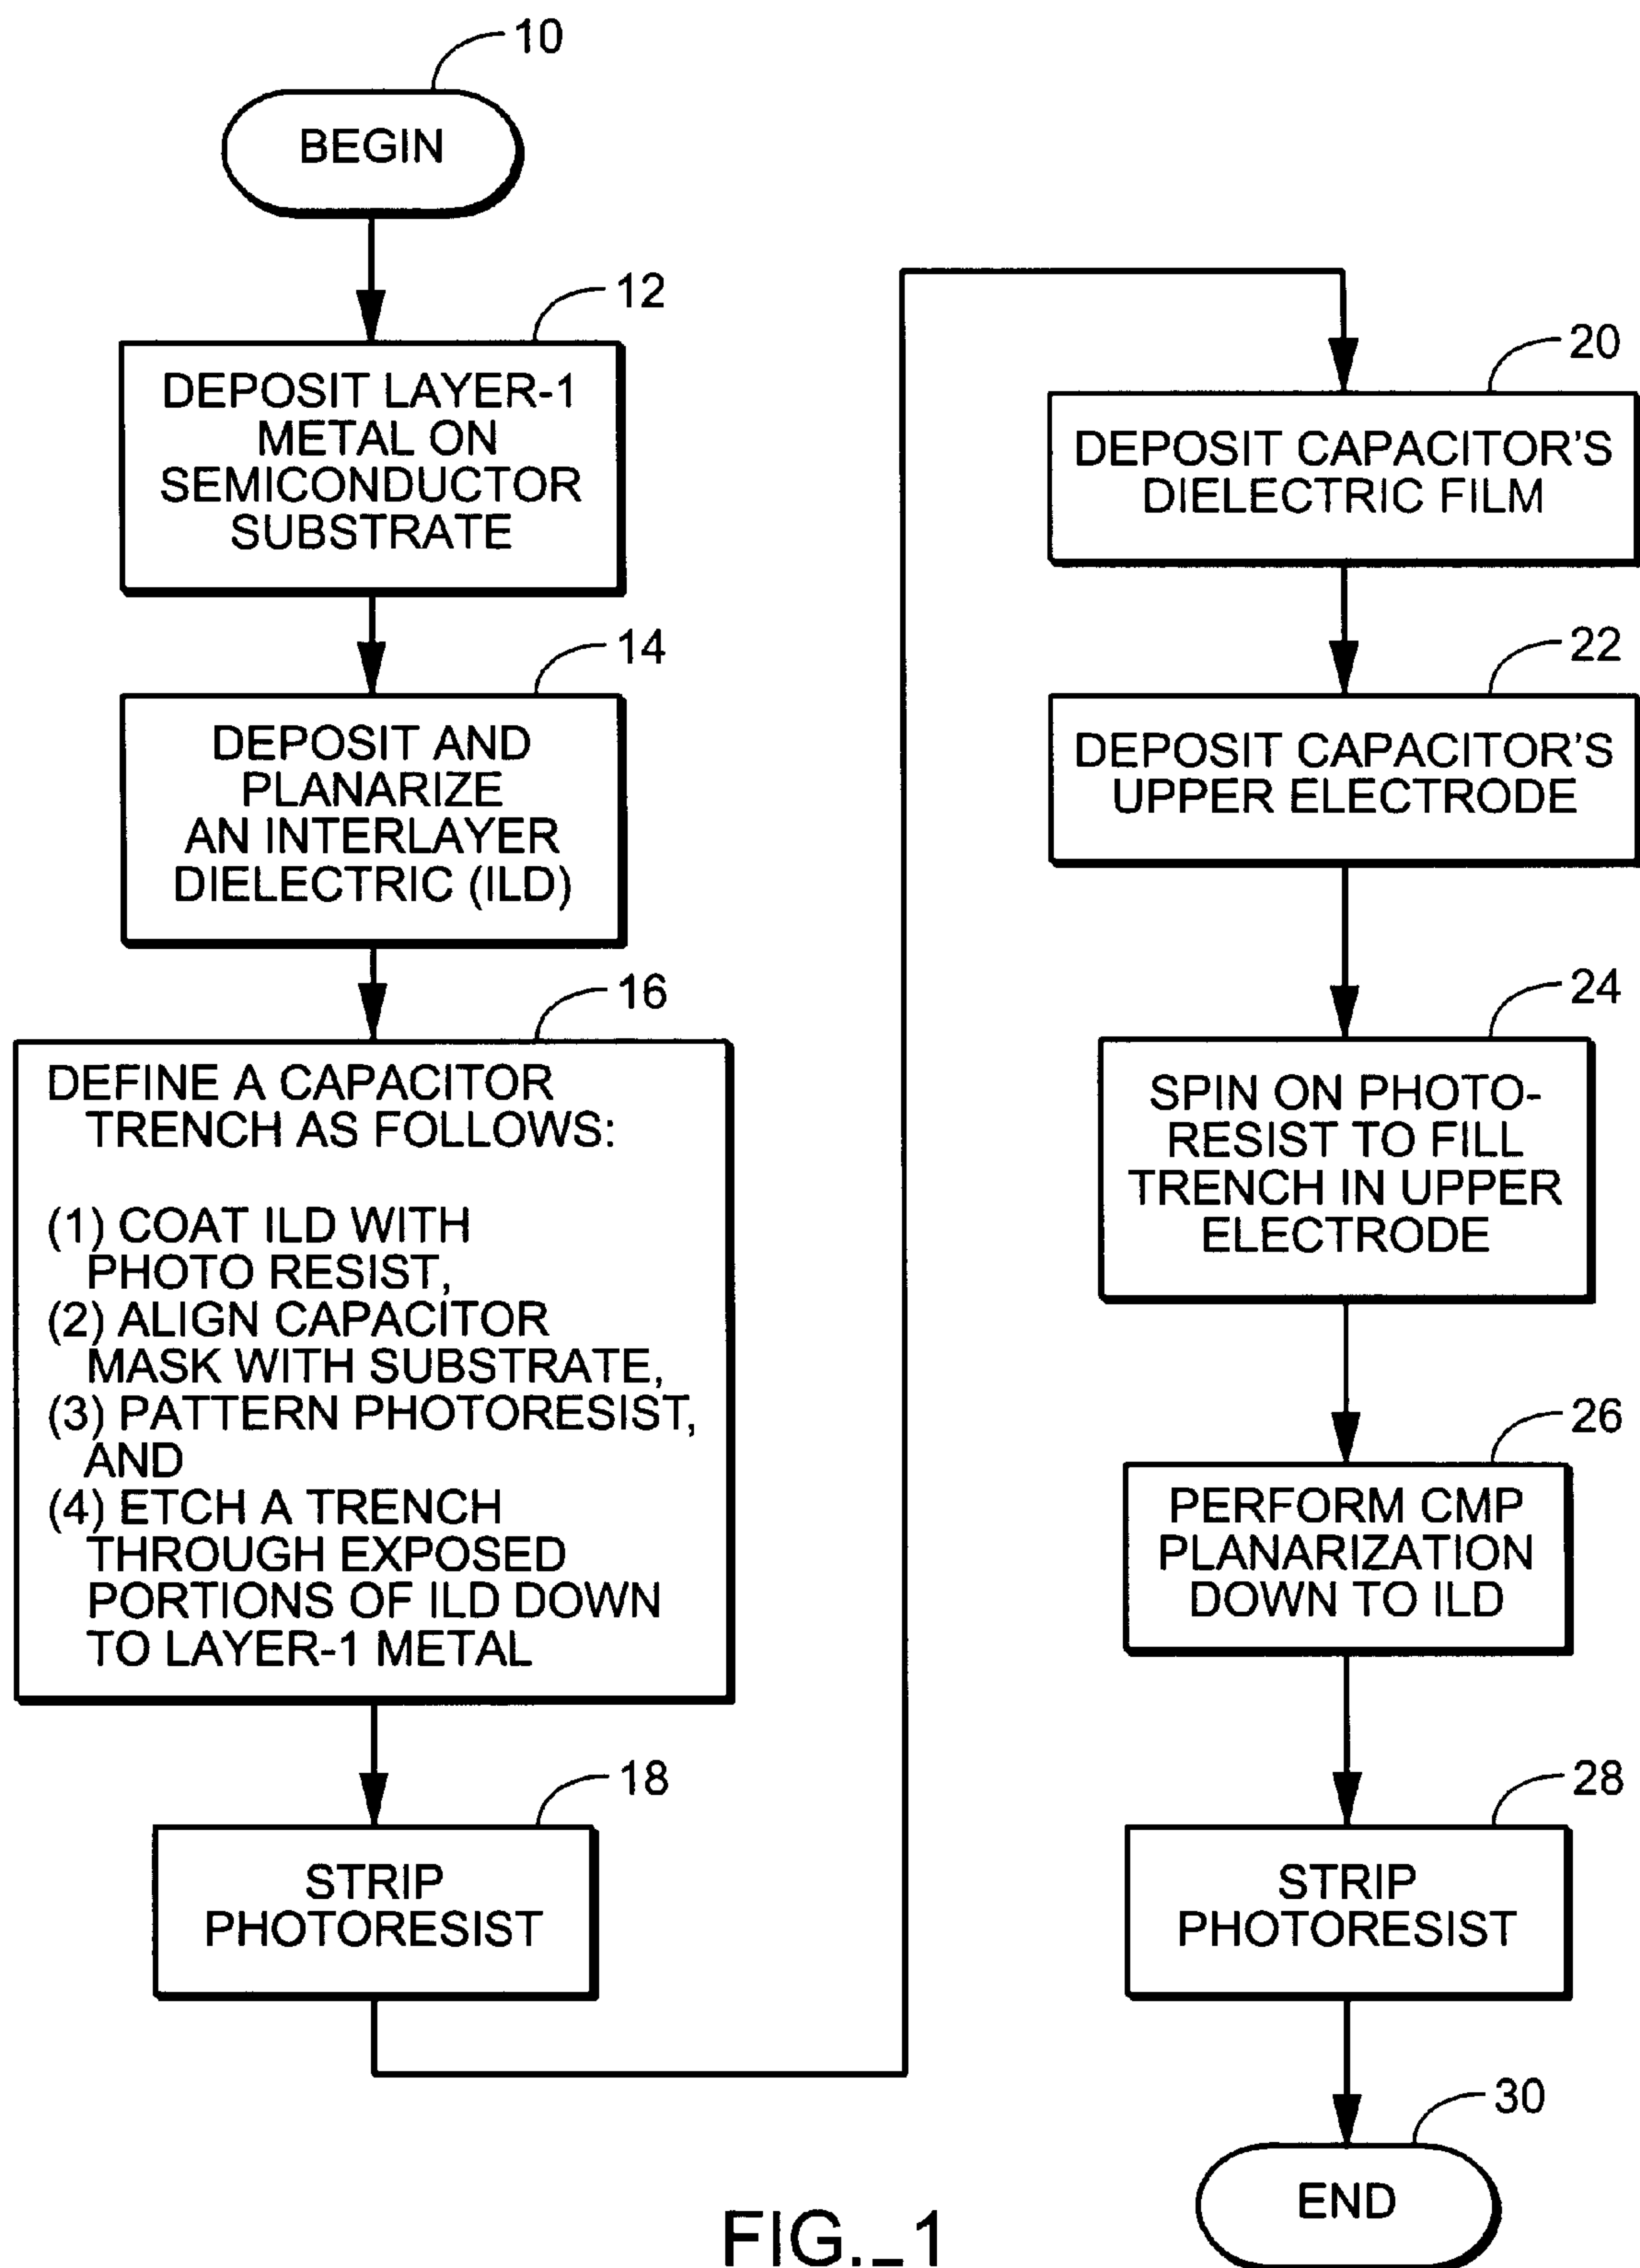 10
BEGIN
12
DEPOSIT LAYER-1
METAL ON
SEMICONDUCTOR
SUBSTRATE
14
DEPOSIT AND
PLANARIZE
AN INTERLAYER
DIELECTRIC (ILD)
16
DEFINE A CAPACITOR
TRENCH AS FOLLOWS:
(1) COAT ILD WITH
PHOTO RESIST,
(2) ALIGN CAPACITOR
MASK WITH SUBSTRATE,
(3) PATTERN PHOTORESIST,
AND
(4) ETCH A TRENCH
THROUGH EXPOSED
PORTIONS OF ILD DOWN
TO LAYER-1 METAL
18
STRIP
PHOTORESIST
20
DEPOSIT CAPACITOR'S
DIELECTRIC FILM
22
DEPOSIT CAPACITOR'S
UPPER ELECTRODE
24
SPIN ON PHOTO-
RESIST TO FILL
TRENCH IN UPPER
ELECTRODE
26
PERFORM CMP
PLANARIZATION
DOWN TO ILD
28
STRIP
PHOTORESIST
30
END
FIG._1